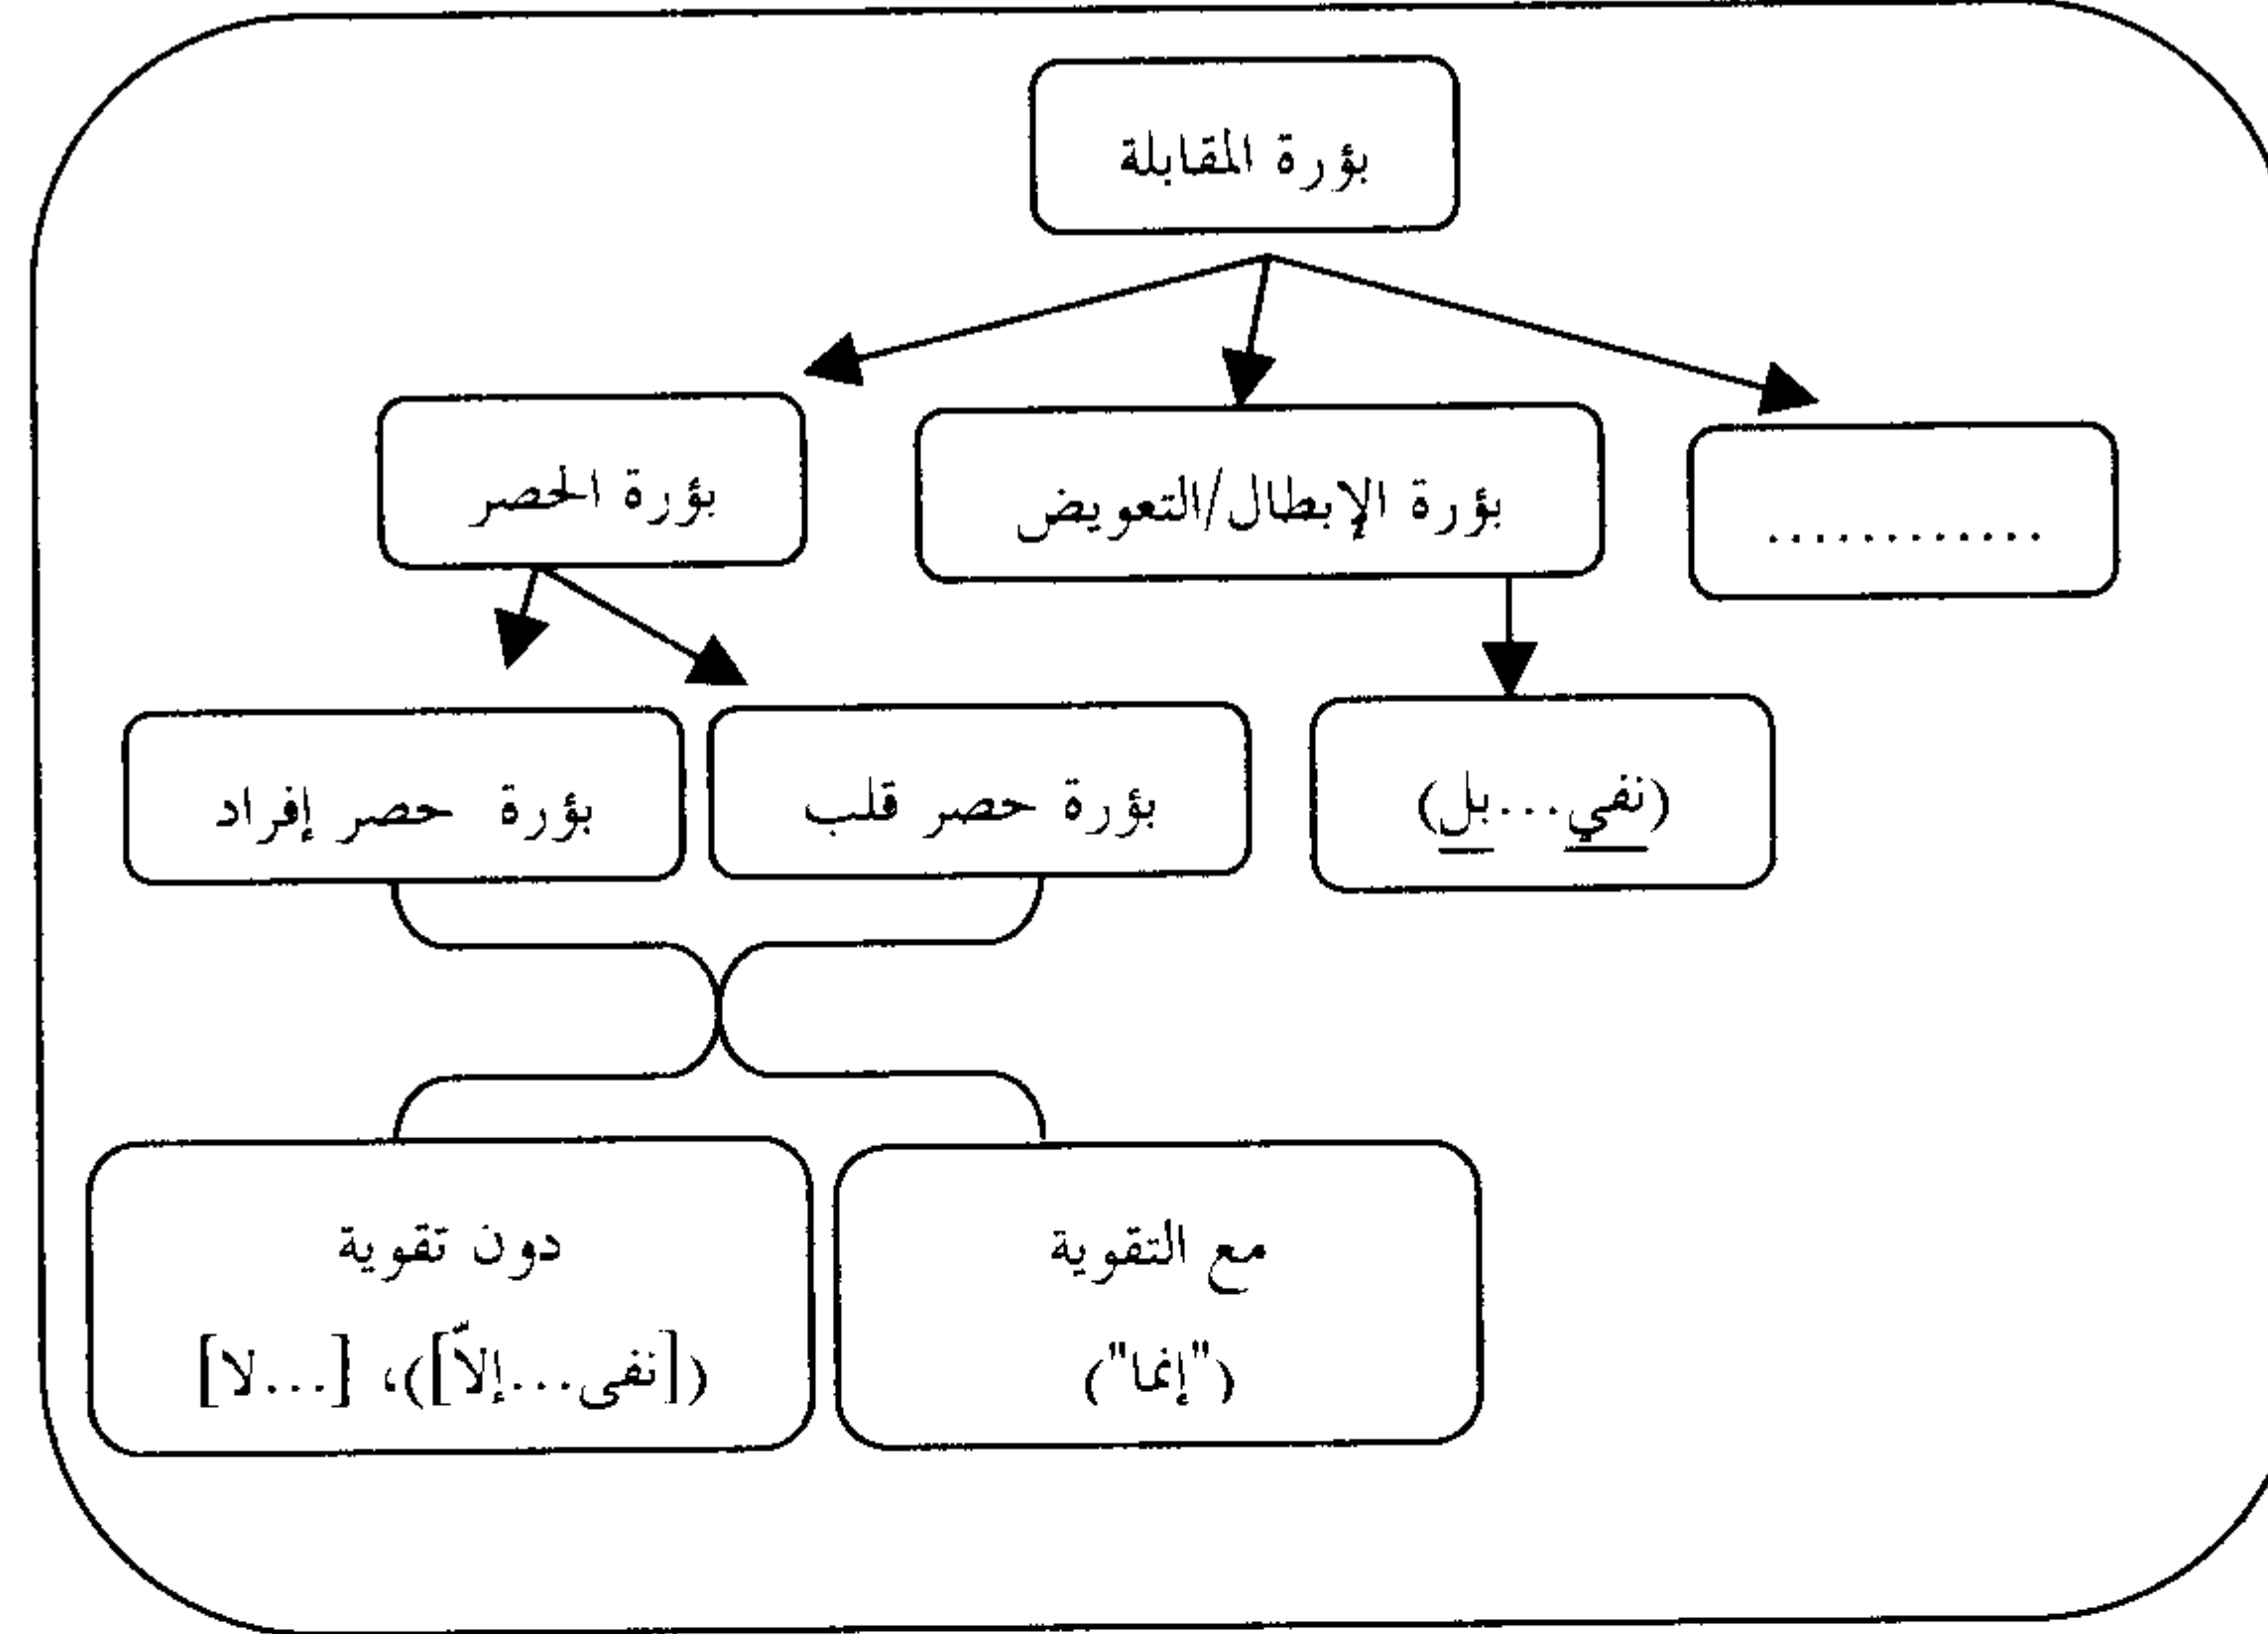 بؤرة المقابلة
.............
بؤرة الإبطال/التعويض
بؤرة الحصر
(نفي...بل)
بؤرة حصر قلب
بؤرة حصر إفراد
مع التقوية
("إنما")
دون تقوية
([نفي...إلاّ])، [...لا]